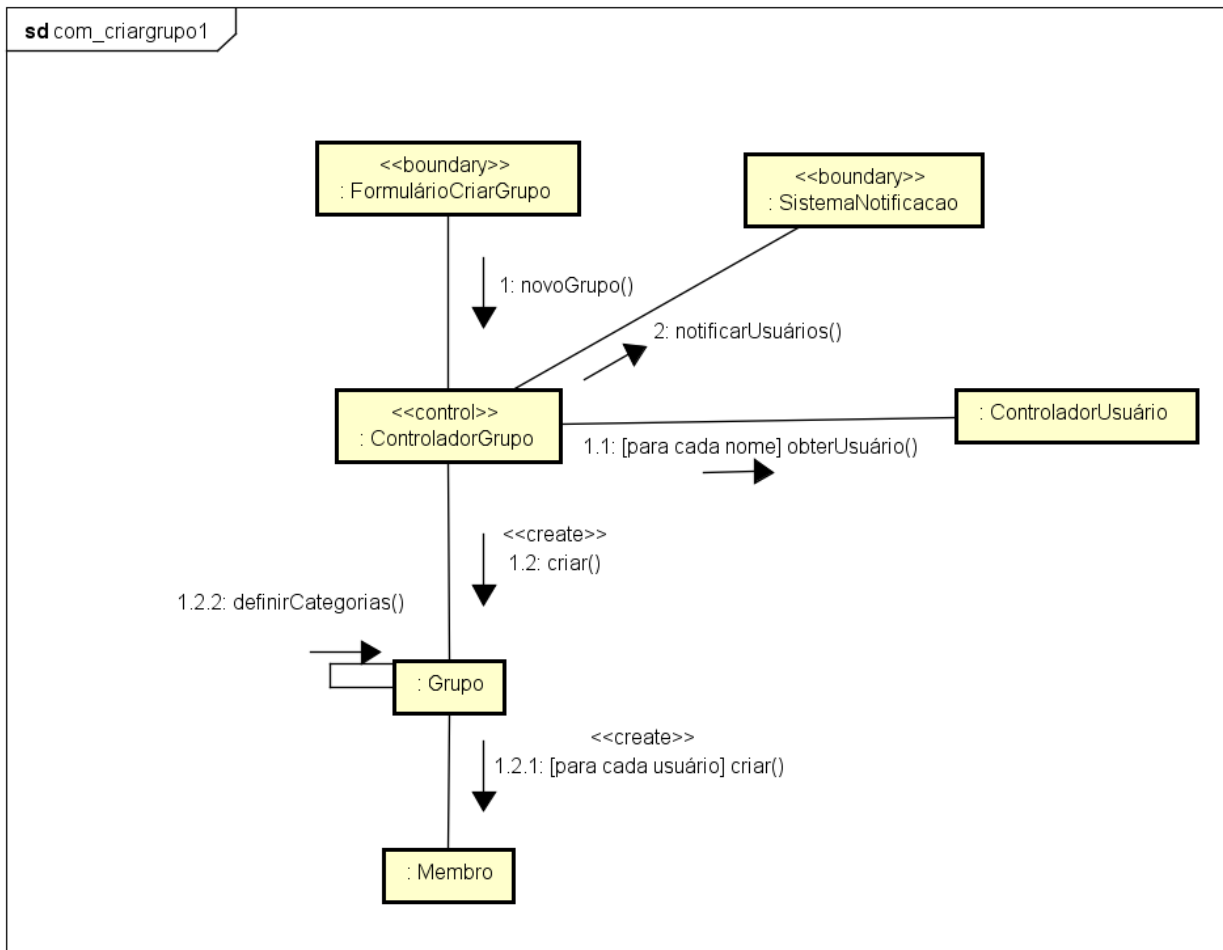 sd com_criargrupo1
<<boundary>>
: FormulárioCriarGrupo
<<boundary>>
: SistemaNotificacao
1: novoGrupo()
2: notificarUsuários()
<<control>>
: ControladorGrupo
: ControladorUsuário
1.1: [para cada nome] obterUsuário()
<<create>>
1.2: criar()
1.2.2: definirCategorias()
: Grupo
<<create>>
1.2.1: [para cada usuário] criar()
: Membro